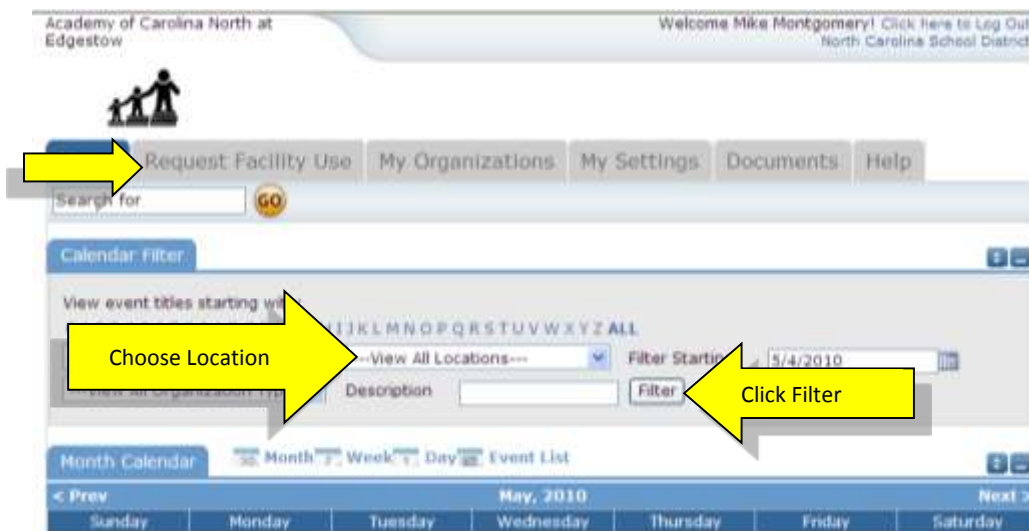 Academy of Carolina North at
Edgestow
Welcome Mike Montgomery! Click here to Log Out
North Carolina School District
Request Facility Use My Organizations My Settings Documents Help
Search for GO
Calendar Filter
View event titles starting
I J K L M N O P Q R S T U V W X Y Z ALL
Choose Location
---View All Locations--- Filter 5/4/2010
Description Filter
Click Filter
Month Calendar Month Week Day Event List
< Prev May, 2010 Next >
Sunday Monday Tuesday Wednesday Thursday Friday Saturday